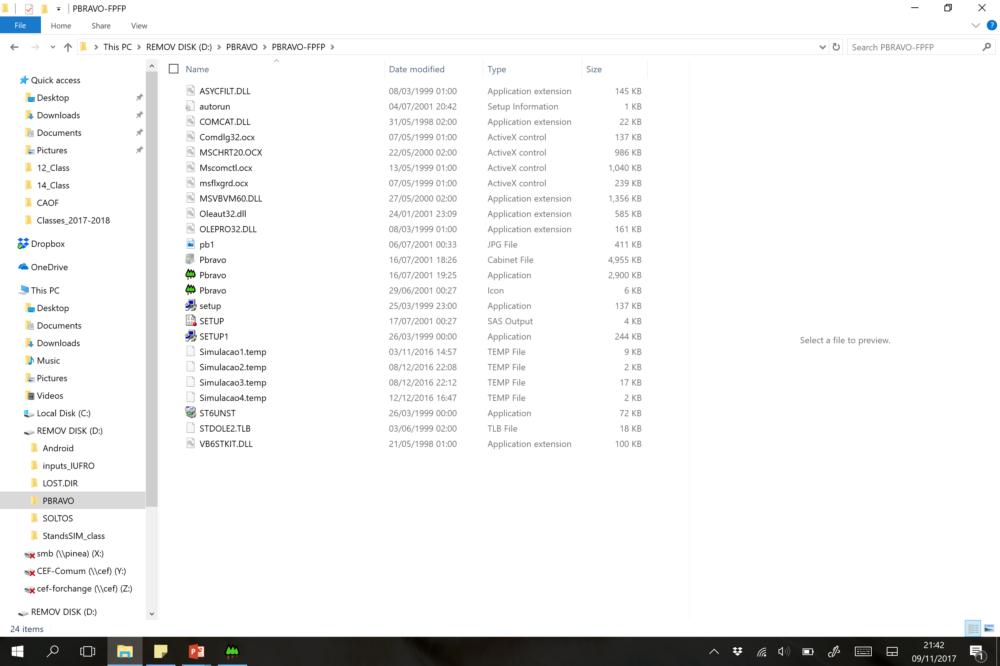 PBRAVO-FPFP
File Home Share View
This PC REMOV DISK (D:) PBRAVO PBRAVO-FPFP
Search PBRAVO-FPFP
Quick access
Desktop
Downloads
Documents
Pictures
12_Class
14_Class
CAOF
Classes_2017-2018
Dropbox
OneDrive
This PC
Desktop
Documents
Downloads
Music
Pictures
Videos
Local Disk (C:)
REMOV DISK (D:)
Android
inputs_IUFRO
LOST.DIR
PBRAVO
SOLTOS
StandsSIM_class
smb (\\pinea) (X:)
CEF-Comum (\\cef) (Y:)
cef-forchange (\\cef) (Z:)
REMOV DISK (D:)
Name Date modified Type Size
ASYCFILT.DLL 08/03/1999 01:00 Application extension 145 KB
autorun 04/07/2001 20:42 Setup Information 1 KB
COMCAT.DLL 31/05/1998 02:00 Application extension 22 KB
Comdlg32.ocx 07/05/1999 01:00 ActiveX control 137 KB
MSCHRT20.OCX 22/05/2000 02:00 ActiveX control 986 KB
Mscomctl.ocx 13/05/1999 01:00 ActiveX control 1,040 KB
msflxgrd.ocx 07/05/1999 01:00 ActiveX control 239 KB
MSVBVM60.DLL 27/05/2000 02:00 Application extension 1,356 KB
Oleaut32.dll 24/01/2001 23:09 Application extension 585 KB
OLEPRO32.DLL 08/03/1999 01:00 Application extension 161 KB
pb1 06/07/2001 00:33 JPG File 411 KB
Pbravo 16/07/2001 18:26 Cabinet File 4,955 KB
Pbravo 16/07/2001 19:25 Application 2,900 KB
Pbravo 29/06/2001 00:27 Icon 6 KB
setup 25/03/1999 23:00 Application 137 KB
SETUP 17/07/2001 00:27 SAS Output 4 KB
SETUP1 26/03/1999 00:00 Application 244 KB
Simulacao1.temp 03/11/2016 14:57 TEMP File 9 KB
Simulacao2.temp 08/12/2016 22:08 TEMP File 2 KB
Simulacao3.temp 08/12/2016 22:12 TEMP File 17 KB
Simulacao4.temp 12/12/2016 16:47 TEMP File 2 KB
ST6UNST 26/03/1999 00:00 Application 72 KB
STDOLE2.TLB 03/06/1999 02:00 TLB File 18 KB
VB6STKIT.DLL 21/05/1998 01:00 Application extension 100 KB
Select a file to preview.
24 items
21:42
09/11/2017
1